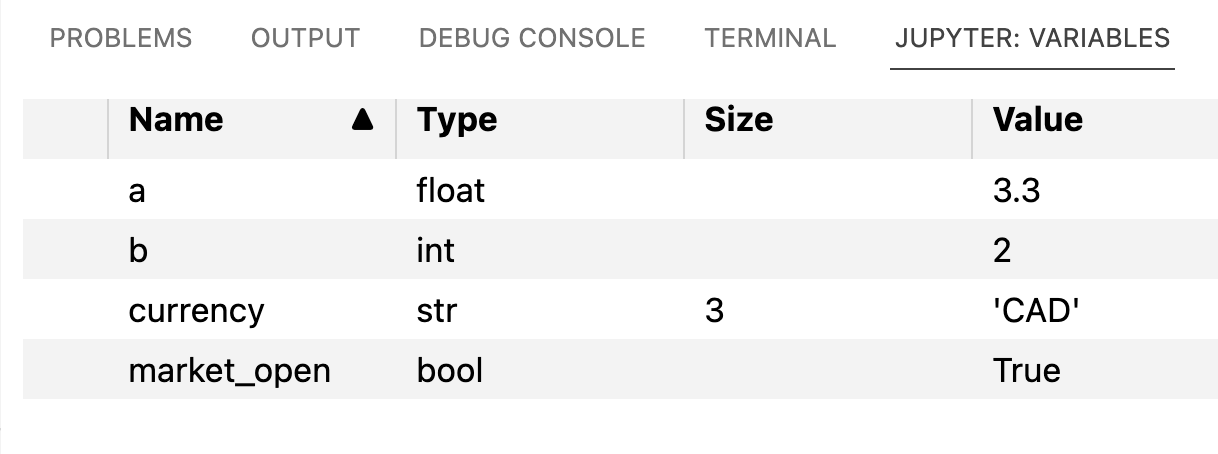 PROBLEMS OUTPUT DEBUG CONSOLE TERMINAL JUPYTER: VARIABLES
Name ▲ Type Size Value
a float 3.3
b int 2
currency str 3 'CAD'
market_open bool True